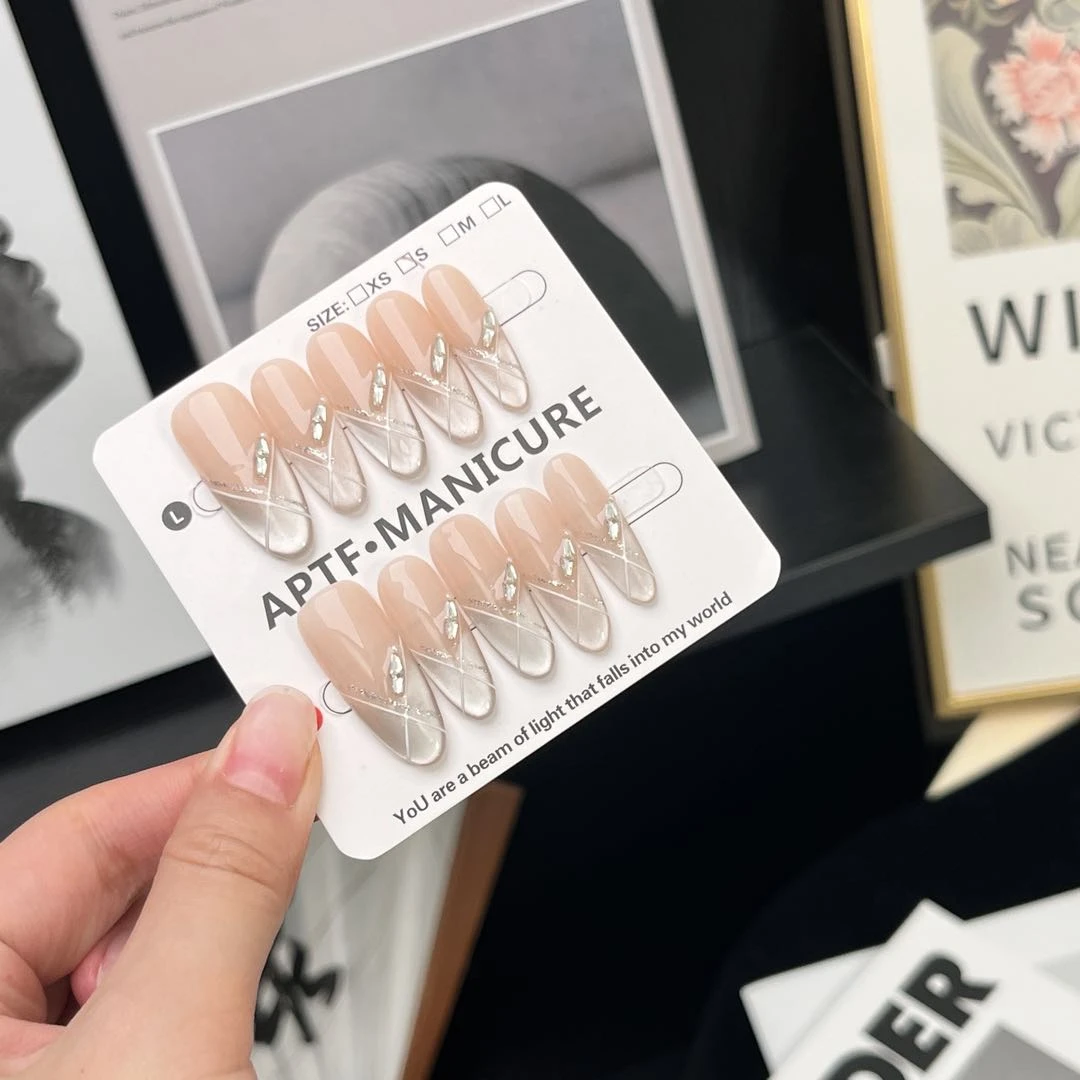 SIZE: □XS □S □M □L
L
APTF•MANICURE
YoU are a beam of light that falls into my world
WI
VIC
NEA
SO
DER